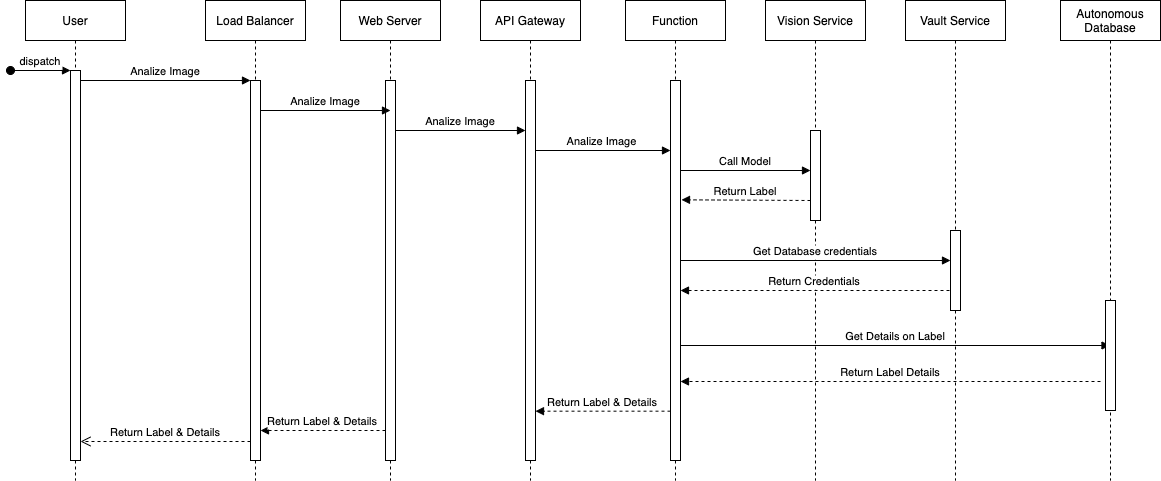 User
Load Balancer
Web Server
API Gateway
Function
Vision Service
Vault Service
Autonomous
Database
dispatch
Analize Image
Analize Image
Analize Image
Analize Image
Call Model
Return Label
Get Database credentials
Return Credentials
Get Details on Label
Return Label Details
Return Label & Details
Return Label & Details
Return Label & Details